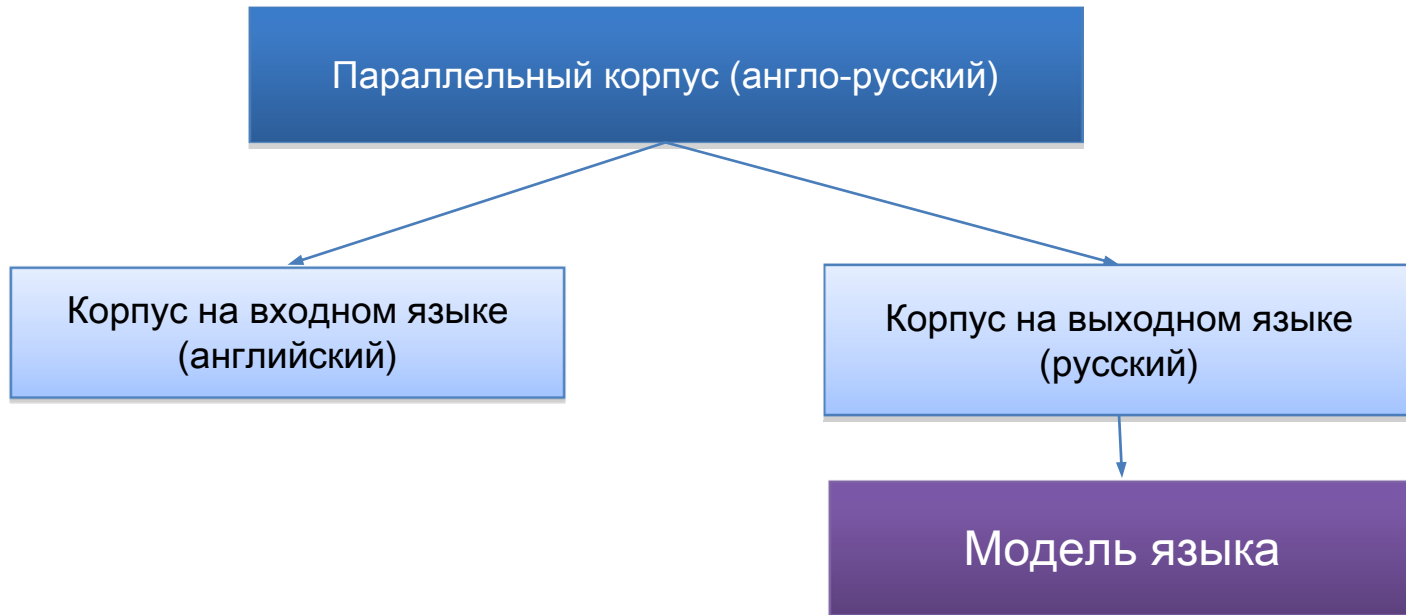 Параллельный корпус (англо-русский)
Корпус на входном языке
(английский)
Корпус на выходном языке
(русский)
Модель языка